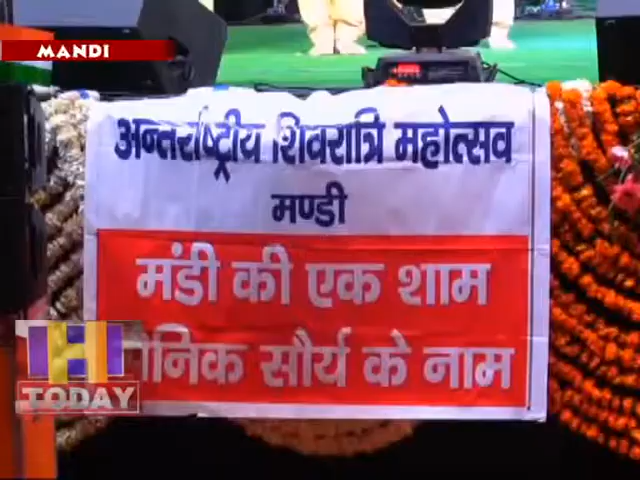 MANDI
अन्तर्राष्ट्रीय शिवरात्रि महोत्सव
मण्डी
मंडी की एक शाम
सौर्य के नाम
H
TODAY